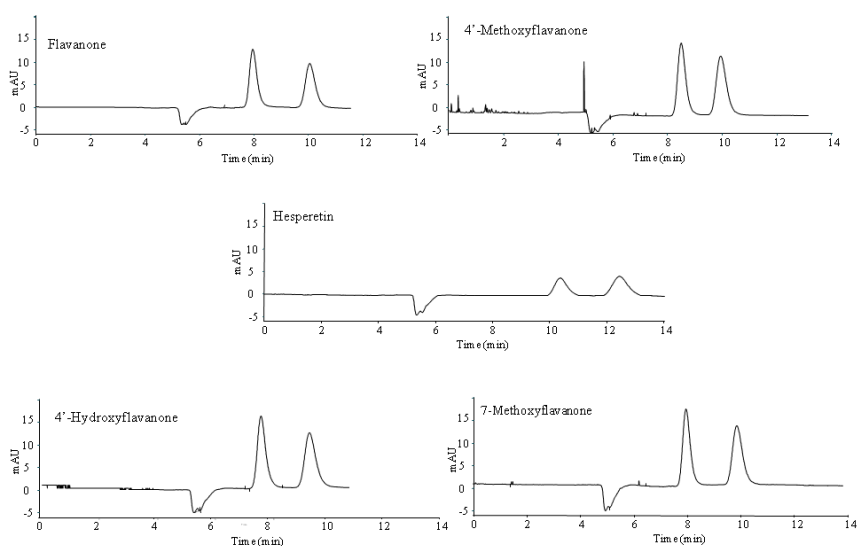 Flavanone
mAU
15
10
5
0
-5
0 2 4 6 8 10 12 14
Time(min)
4’-Methoxyflavanone
mAU
15
10
5
0
-5
2 4 6 8 10 12 14
Time(min)
Hesperetin
mAU
15
10
5
0
-5
0 2 4 6 8 10 12 14
Time(min)
4’-Hydroxyflavanone
mAU
15
10
5
0
-5
0 2 4 6 8 10 12 14
Time(min)
7-Methoxyflavanone
mAU
15
10
5
0
-5
0 2 4 6 8 10 12 14
Time(min)